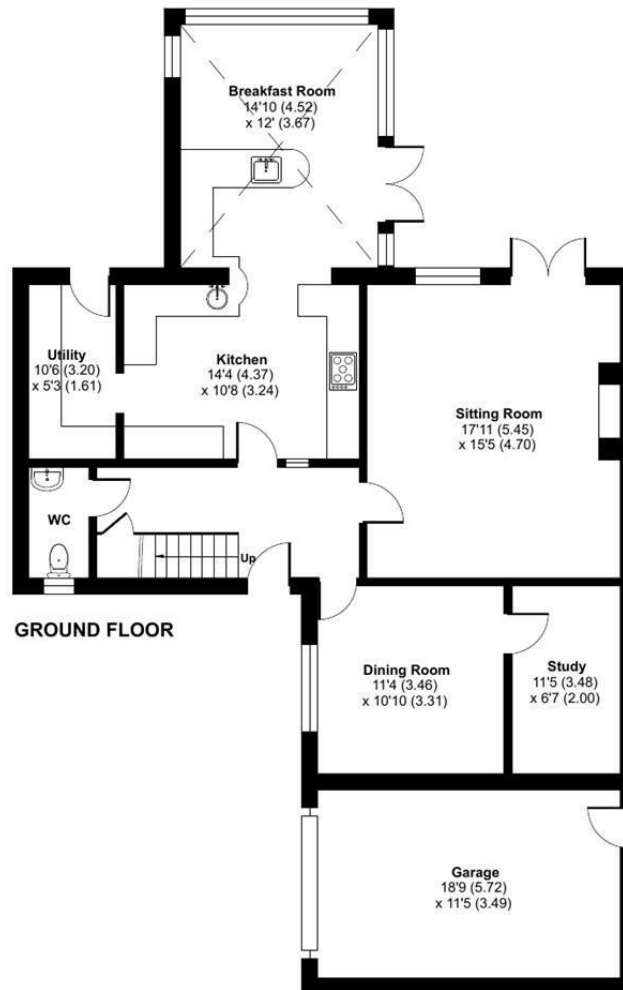 Breakfast Room
14'10 (4.52)
x 12' (3.67)
Utility
10'6 (3.20)
x 5'3 (1.61)
Kitchen
14'4 (4.37)
x 10'8 (3.24)
Sitting Room
17'11 (5.45)
x 15'5 (4.70)
WC
Up
GROUND FLOOR
Dining Room
11'4 (3.46)
x 10'10 (3.31)
Study
11'5 (3.48)
x 6'7 (2.00)
Garage
18'9 (5.72)
x 11'5 (3.49)